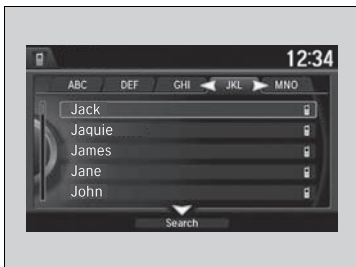 12:34
ABC DEF GHI JKL MNO
Jack
Jaquie
James
Jane
John
Search